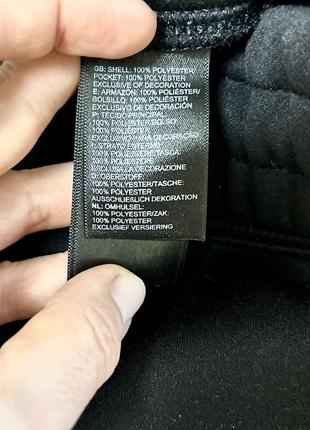 GB: SHELL: 100% POLYESTER/
POCKET: 100% POLYESTER
EXCLUSIVE OF DECORATION
E: ARMAZÓN: 100% POLIÉSTER/
BOLSILLO: 100% POLIÉSTER
EXCLUSIVO DE DECORACIÓN
P: TECIDO PRINCIPAL:
100% POLIÉSTER/BOLSO:
100% POLIÉSTER
EXCLUSIVAMENTE DA DECORAÇÃO
I: STRATO ESTERNO:
100% POLIESTERE/TASCA:
100% POLIESTERE
ESCLUSA LA DECORAZIONE
D: OBERSTOFF:
100% POLYESTER/TASCHE:
100% POLYESTER
AUSSCHLIEßLICH DEKORATION
NL: OMHULSEL:
100% POLYESTER/ZAK:
100% POLYESTER
EXCLUSIEF VERSIERING